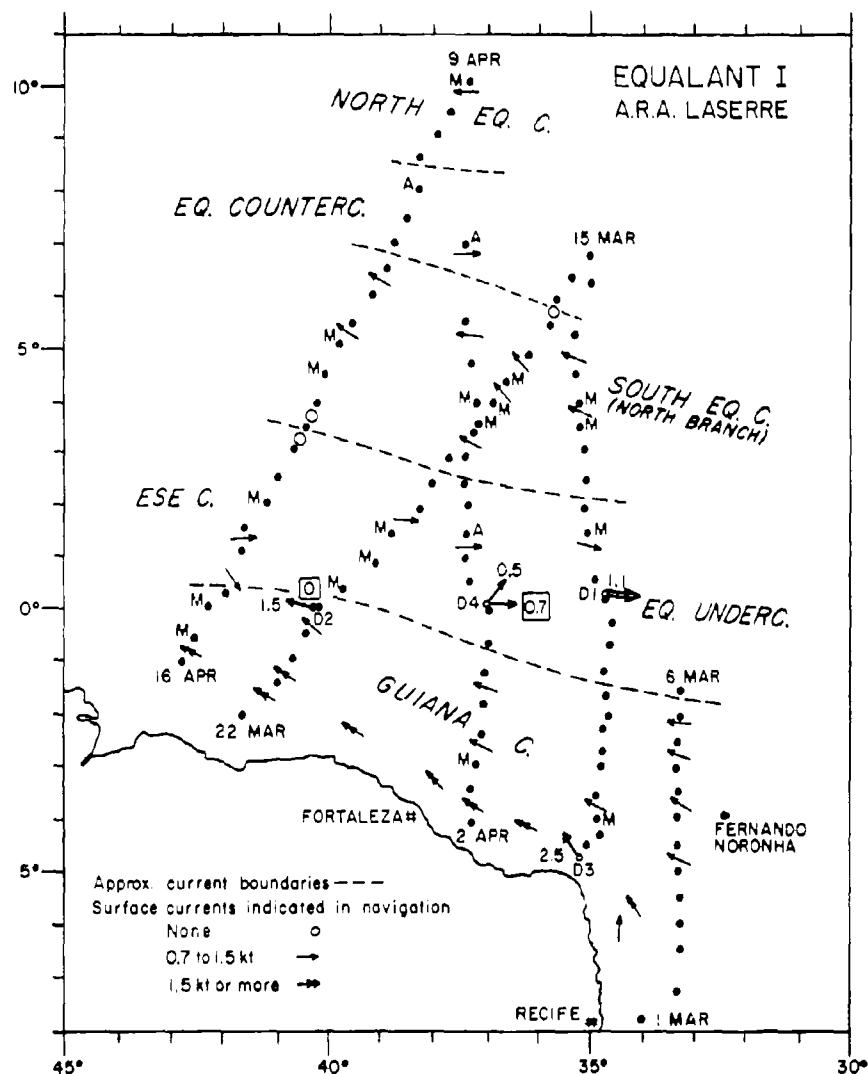 9 APR
EQUALANT I
A.R.A. LASERRE
10°
M
NORTH EQ. C.
A
EQ. COUNTERC.
A
15 MAR
M
5°
M
M
M
M
M
M
M
SOUTH EQ. C.
(NORTH BRANCH)
ESE C.
M
M
A
M
M
M
0
1.5
D2
0.5
D4
0.7
1.1
D1
EQ. UNDERC.
0°
M
M
16 APR
22 MAR
GUIANA C.
6 MAR
M
M
FORTALEZA
2 APR
FERNANDO
NORONHA
2.5
D3
5°
Approx. current boundaries
Surface currents indicated in navigation
None
0.7 to 1.5 kt
1.5 kt or more
RECIFE
1 MAR
45°
40°
35°
30°